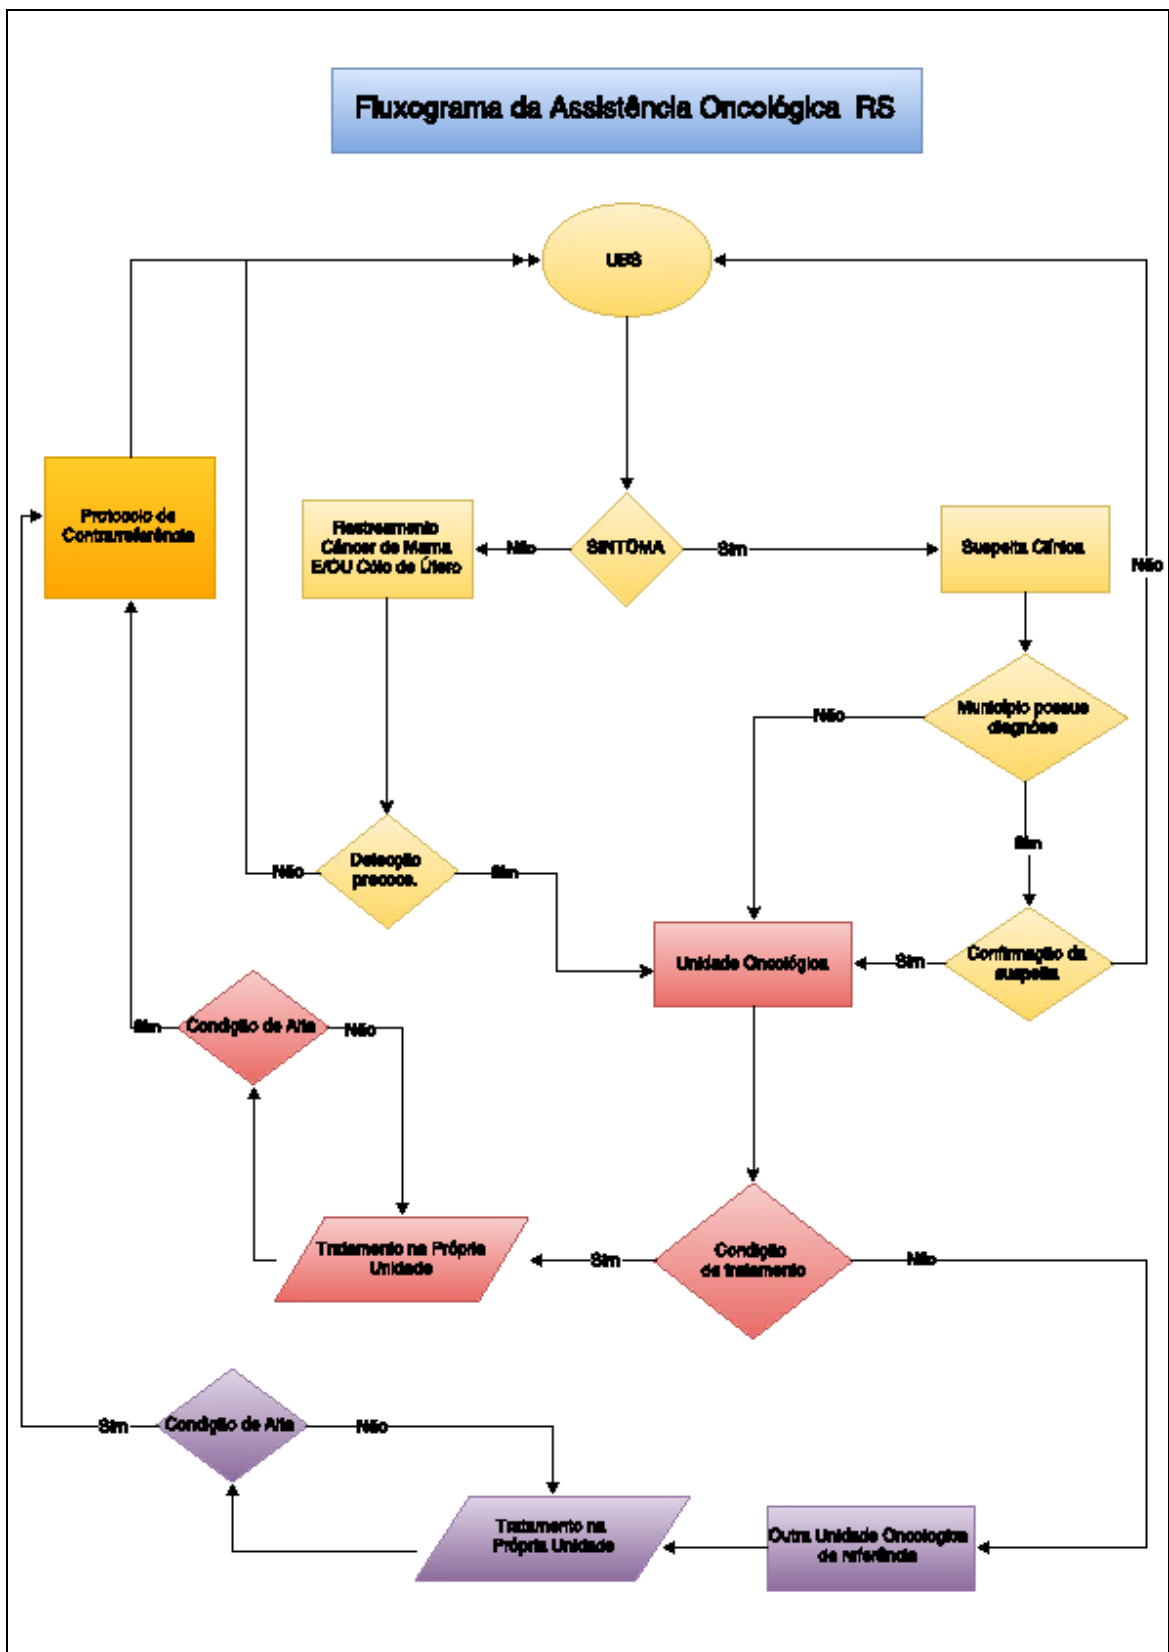 Fluxograma da Assistência Oncológica RS
UBS
Protocolo de
Contrarreferência
Rastreamento
Câncer de Mama
E/OU Cólo de Útero
Não
SINTOMA
Sim
Suspeita Clínica
Não
Não
Município possue
diagnóse
Sim
Não
Detecção
precoce.
Sim
Unidade Oncológica
Sim
Confirmação da
suspeita
Sim
Condição de Alta
Não
Tratamento na Própria
Unidade
Sim
Condição
de tratamento
Não
Sim
Condição de Alta
Não
Tratamento na
Própria Unidade
Outra Unidade Oncologica
de referência